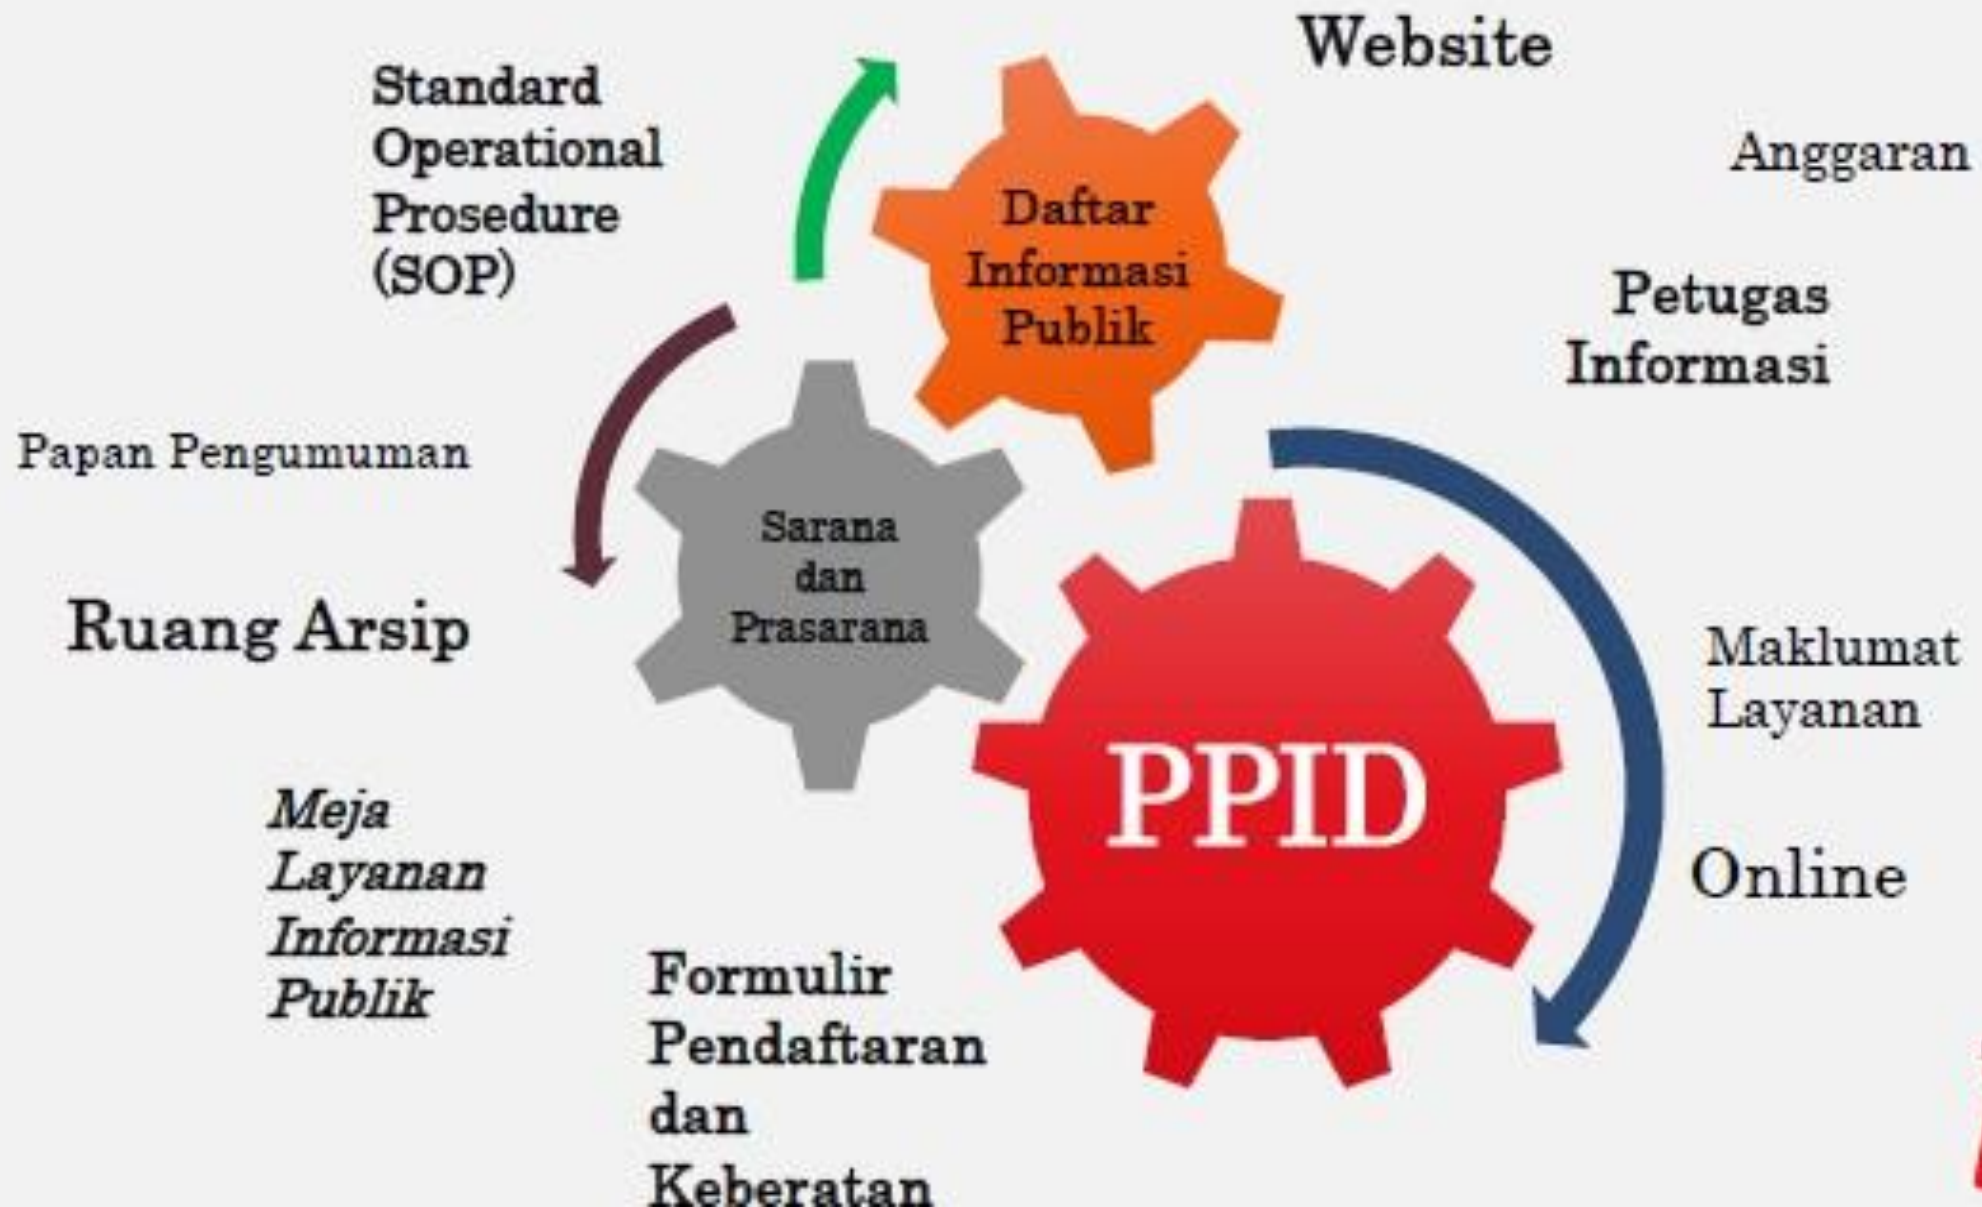 Website
Standard
Operational
Prosedure
(SOP)
Anggaran
Daftar
Informasi
Publik
Petugas
Informasi
Papan Pengumuman
Sarana
dan
Prasarana
Ruang Arsip
Maklumat
Layanan
PPID
Online
Meja
Layanan
Informasi
Publik
Formulir
Pendaftaran
dan
Keberatan